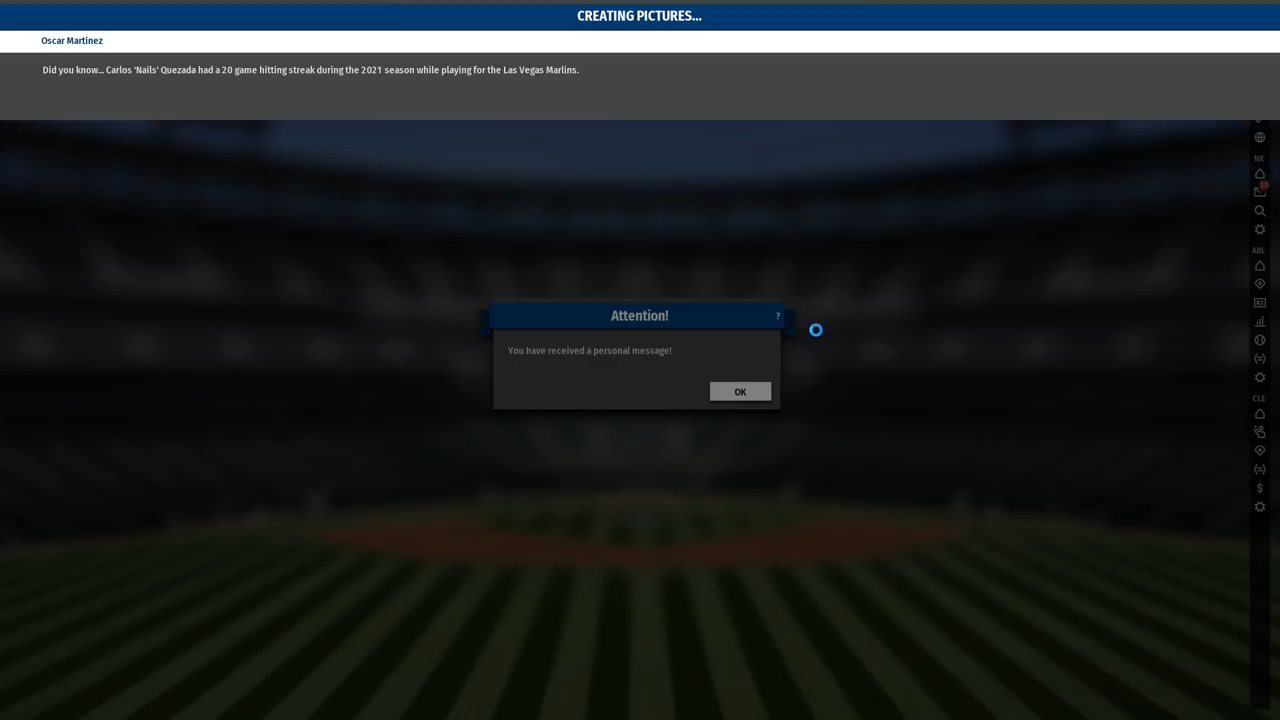 CREATING PICTURES...
Oscar Martinez
Did you know... Carlos 'Nails' Quezada had a 20 game hitting streak during the 2021 season while playing for the Las Vegas Marlins.
NK
10
ABL
Attention!
?
You have received a personal message!
OK
CLE
$